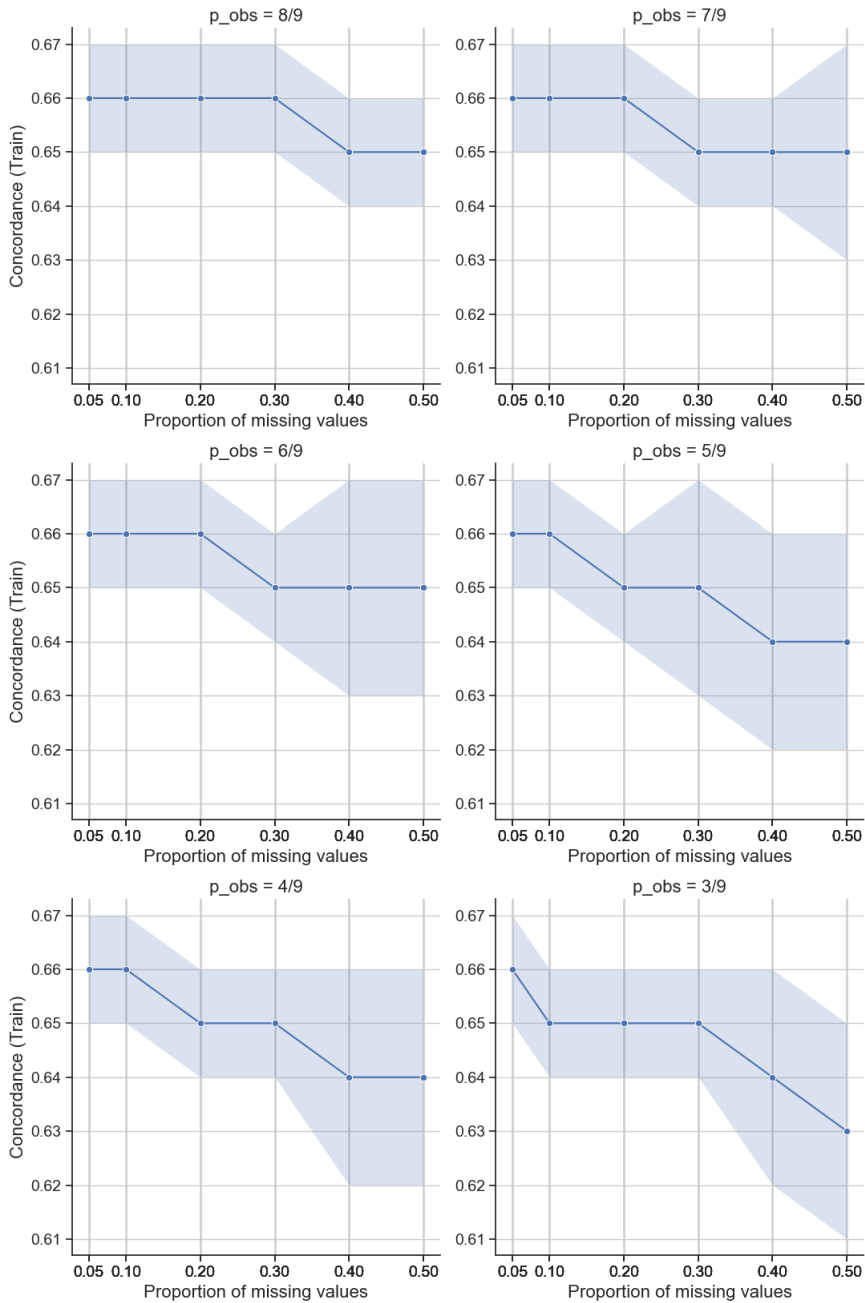 p_obs = 8/9
0.67
0.66
0.65
0.64
0.63
0.62
0.61
Concordance (Train)
0.05 0.10 0.20 0.30 0.40 0.50
Proportion of missing values
p_obs = 7/9
0.67
0.66
0.65
0.64
0.63
0.62
0.61
0.05 0.10 0.20 0.30 0.40 0.50
Proportion of missing values
p_obs = 6/9
0.67
0.66
0.65
0.64
0.63
0.62
0.61
Concordance (Train)
0.05 0.10 0.20 0.30 0.40 0.50
Proportion of missing values
p_obs = 5/9
0.67
0.66
0.65
0.64
0.63
0.62
0.61
0.05 0.10 0.20 0.30 0.40 0.50
Proportion of missing values
p_obs = 4/9
0.67
0.66
0.65
0.64
0.63
0.62
0.61
Concordance (Train)
0.05 0.10 0.20 0.30 0.40 0.50
Proportion of missing values
p_obs = 3/9
0.67
0.66
0.65
0.64
0.63
0.62
0.61
0.05 0.10 0.20 0.30 0.40 0.50
Proportion of missing values